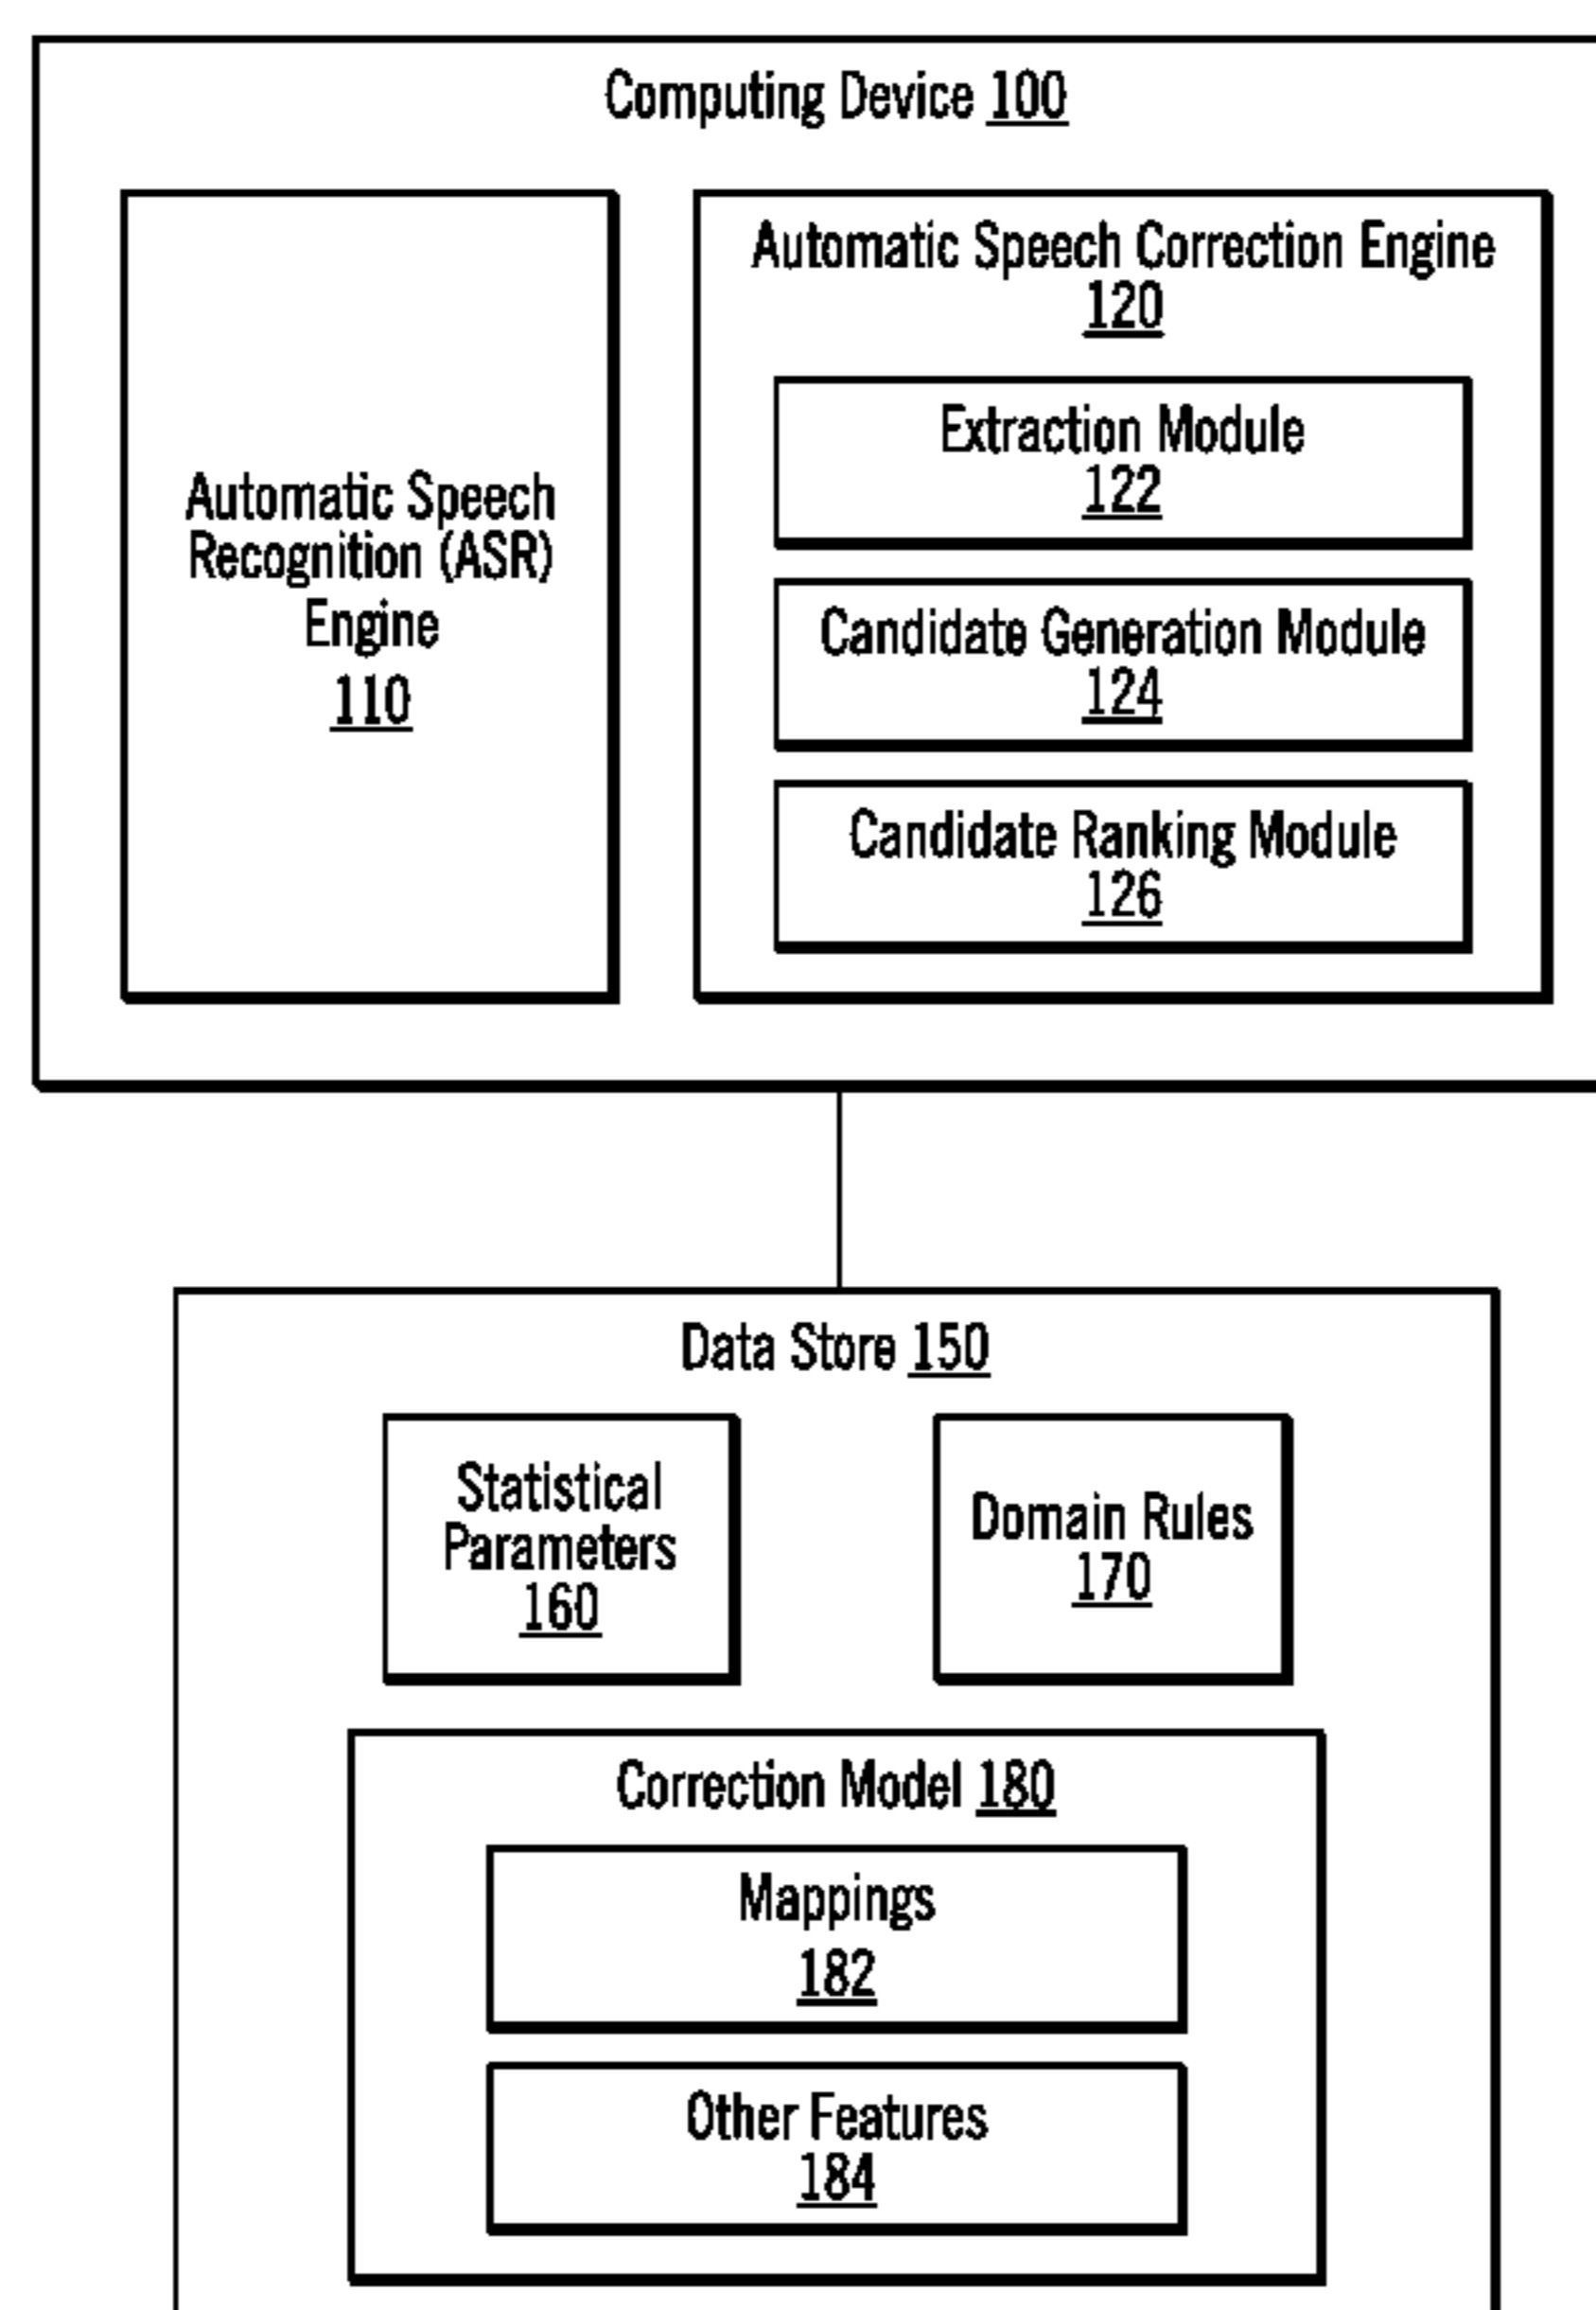 Computing Device 100
Automatic Speech
Recognition (ASR)
Engine
110
Automatic Speech Correction Engine
120
Extraction Module
122
Candidate Generation Module
124
Candidate Ranking Module
126
Data Store 150
Statistical
Parameters
160
Domain Rules
170
Correction Model 180
Mappings
182
Other Features
184